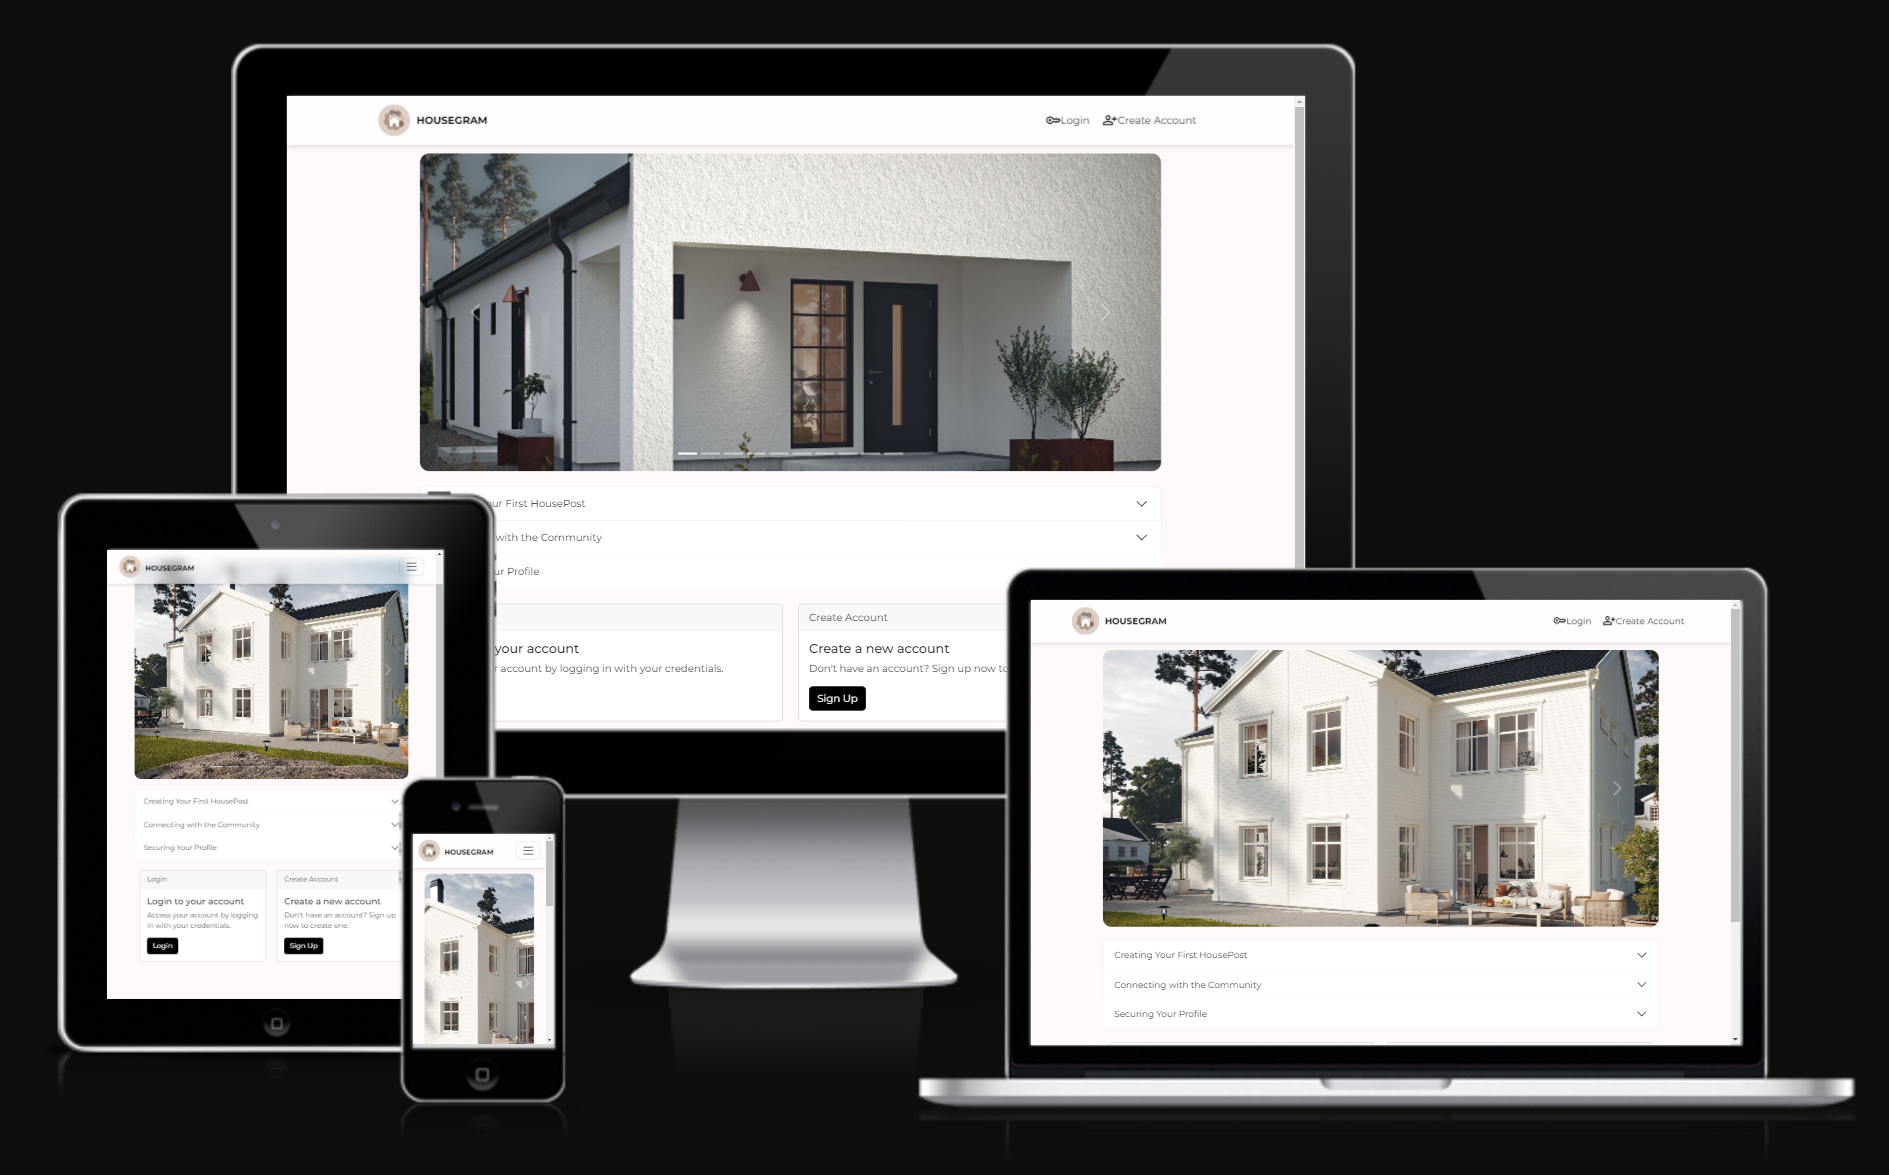 HOUSEGRAM
Login Create Account
ur First HousePost
with the Community
ur Profile
Create Account
your account
account by logging in with your credentials.
Create a new account
Don't have an account? Sign up now to
Sign Up
HOUSEGRAM
Creating Your First HousePost
Connecting with the Community
Securing Your Profile
Login
Login to your account
Access your account by logging
in with your credentials.
Login
Create Account
Create a new account
Don't have an account? Sign up
now to create one.
Sign Up
HOUSEGRAM
HOUSEGRAM
Login Create Account
Creating Your First HousePost
Connecting with the Community
Securing Your Profile